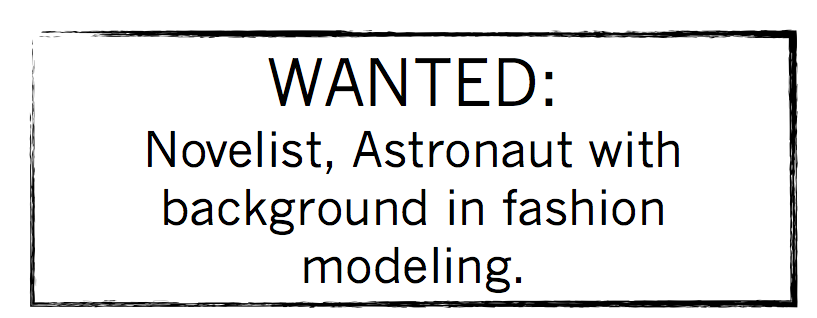 WANTED:
Novelist, Astronaut with
background in fashion
modeling.